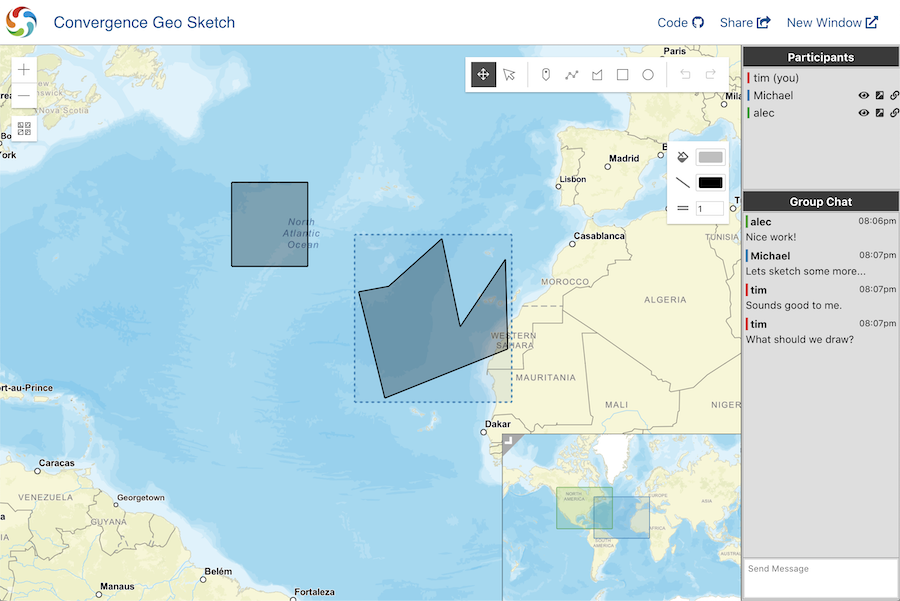 Convergence Geo Sketch
Code
Share
New Window
+
−
Paris
Madrid
Lisbon
North
Atlantic
Ocean
Casablanca
MOROCCO
TUNISIA
ALGERIA
WESTERN
SAHARA
MAURITANIA
MALI
NIGER
Dakar
Nova Scotia
ort-au-Prince
Caracas
VENEZUELA
Georgetown
GUYANA
Manaus
Belém
Fortaleza
1
NORTH
AMERICA
EUROPE
ASIA
AFRICA
SOUTH
AMERICA
AUSTRAL
Participants
tim (you)
Michael
alec
Group Chat
alec 08:06pm
Nice work!
Michael 08:07pm
Lets sketch some more...
tim 08:07pm
Sounds good to me.
tim 08:07pm
What should we draw?
Send Message